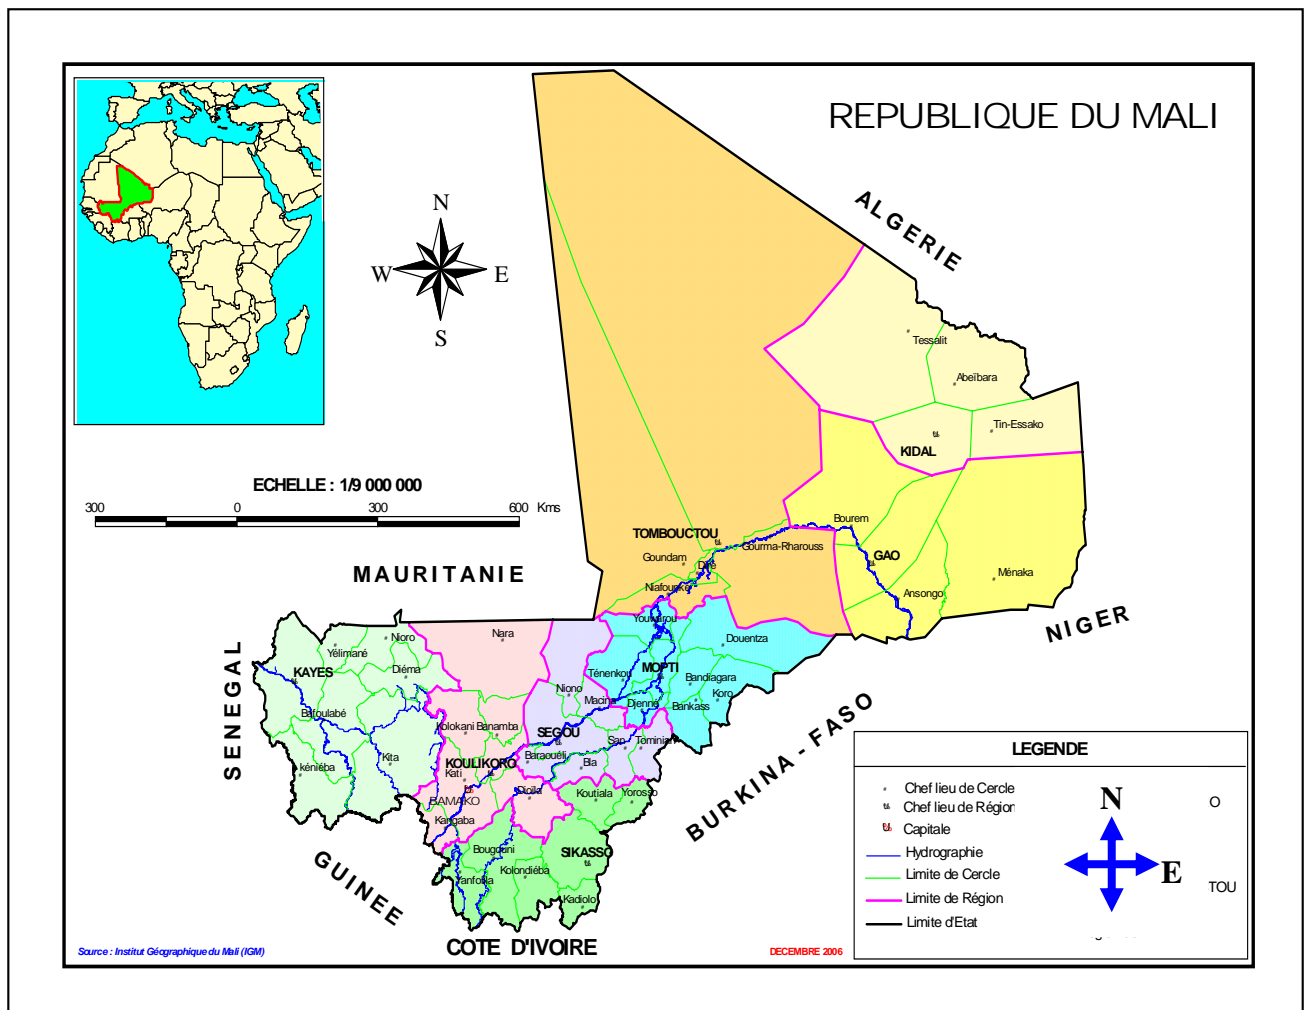 REPUBLIQUE DU MALI
ALGERIE
N
W
E
S
Tessalit
Abeïbara
Tin-Essako
KIDAL
ECHELLE : 1/9 000 000
300
0
300
600
Kms
Bourem
TOMBOUCTOU
Gourma-Rharouss
Goundam
GAO
Diré
MAURITANIE
Ménaka
Niafounké
Ansongo
NIGER
Youwarou
Nara
Nioro
Douentza
Yélimané
SENEGAL
KAYES
Diéma
Ténenkou
MOPTI
Bandiagara
Niono
Koro
Macina
Djenné
Bankass
Bafoulabé
BURKINA - FASO
Kolokani
Banamba
SEGOU
San
Tominian
Kita
Baraouéli
Bla
kéniéba
KOULIKORO
Kati
BAMAKO
Dioila
Koutiala
Yorosso
Kangaba
GUINEE
Bougouni
SIKASSO
Kolondiéba
Yanfolila
Kadiolo
COTE D'IVOIRE
LEGENDE
Chef lieu de Cercle
Chef lieu de Région
Capitale
Hydrographie
Limite de Cercle
Limite de Région
Limite d'Etat
N
E
O
TOU
Source : Institut Géographique du Mali (IGM)
DECEMBRE 2006